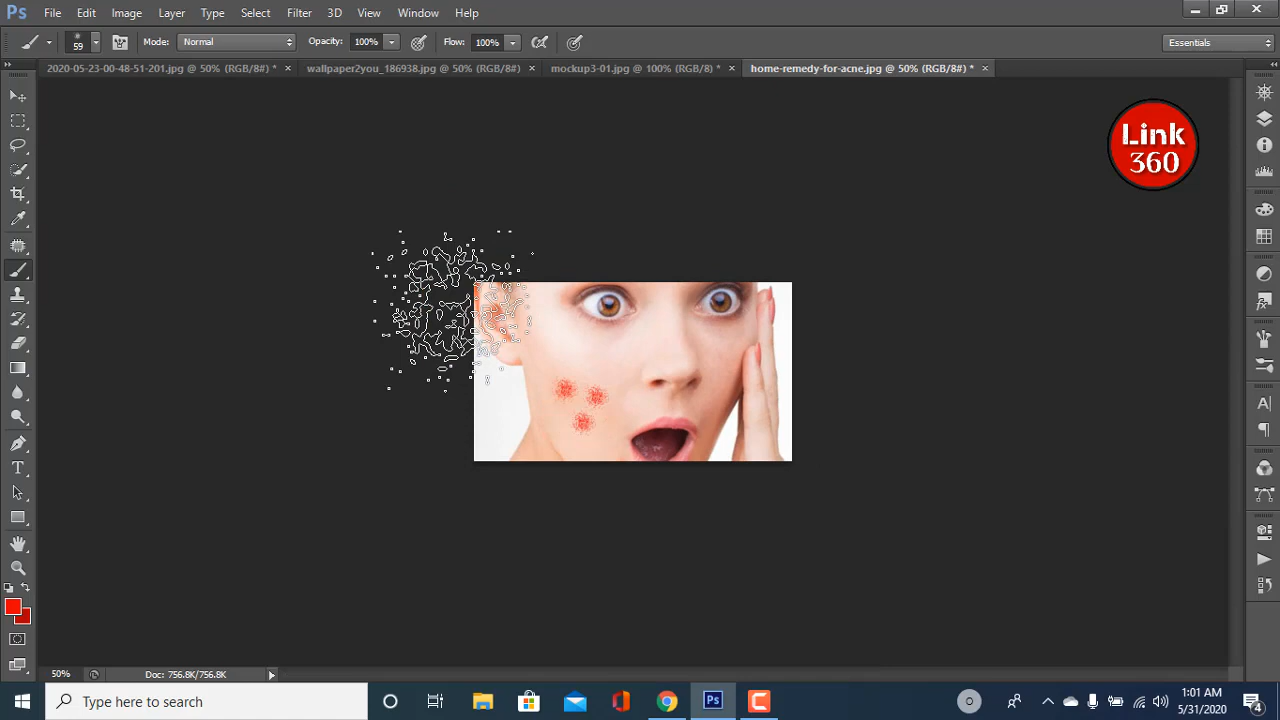 Ps File Edit Image Layer Type Select Filter 3D View Window Help
59 Mode: Normal Opacity: 100% Flow: 100% Essentials
2020-05-23-00-48-51-201.jpg @ 50% (RGB/8#) * × wallpaper2you_186938.jpg @ 50% (RGB/8#) × mockup3-01.jpg @ 100% (RGB/8) * × home-remedy-for-acne.jpg @ 50% (RGB/8#) * ×
Link
360
50% Doc: 756.8K/756.8K
Type here to search
Ps
1:01 AM
5/31/2020
4